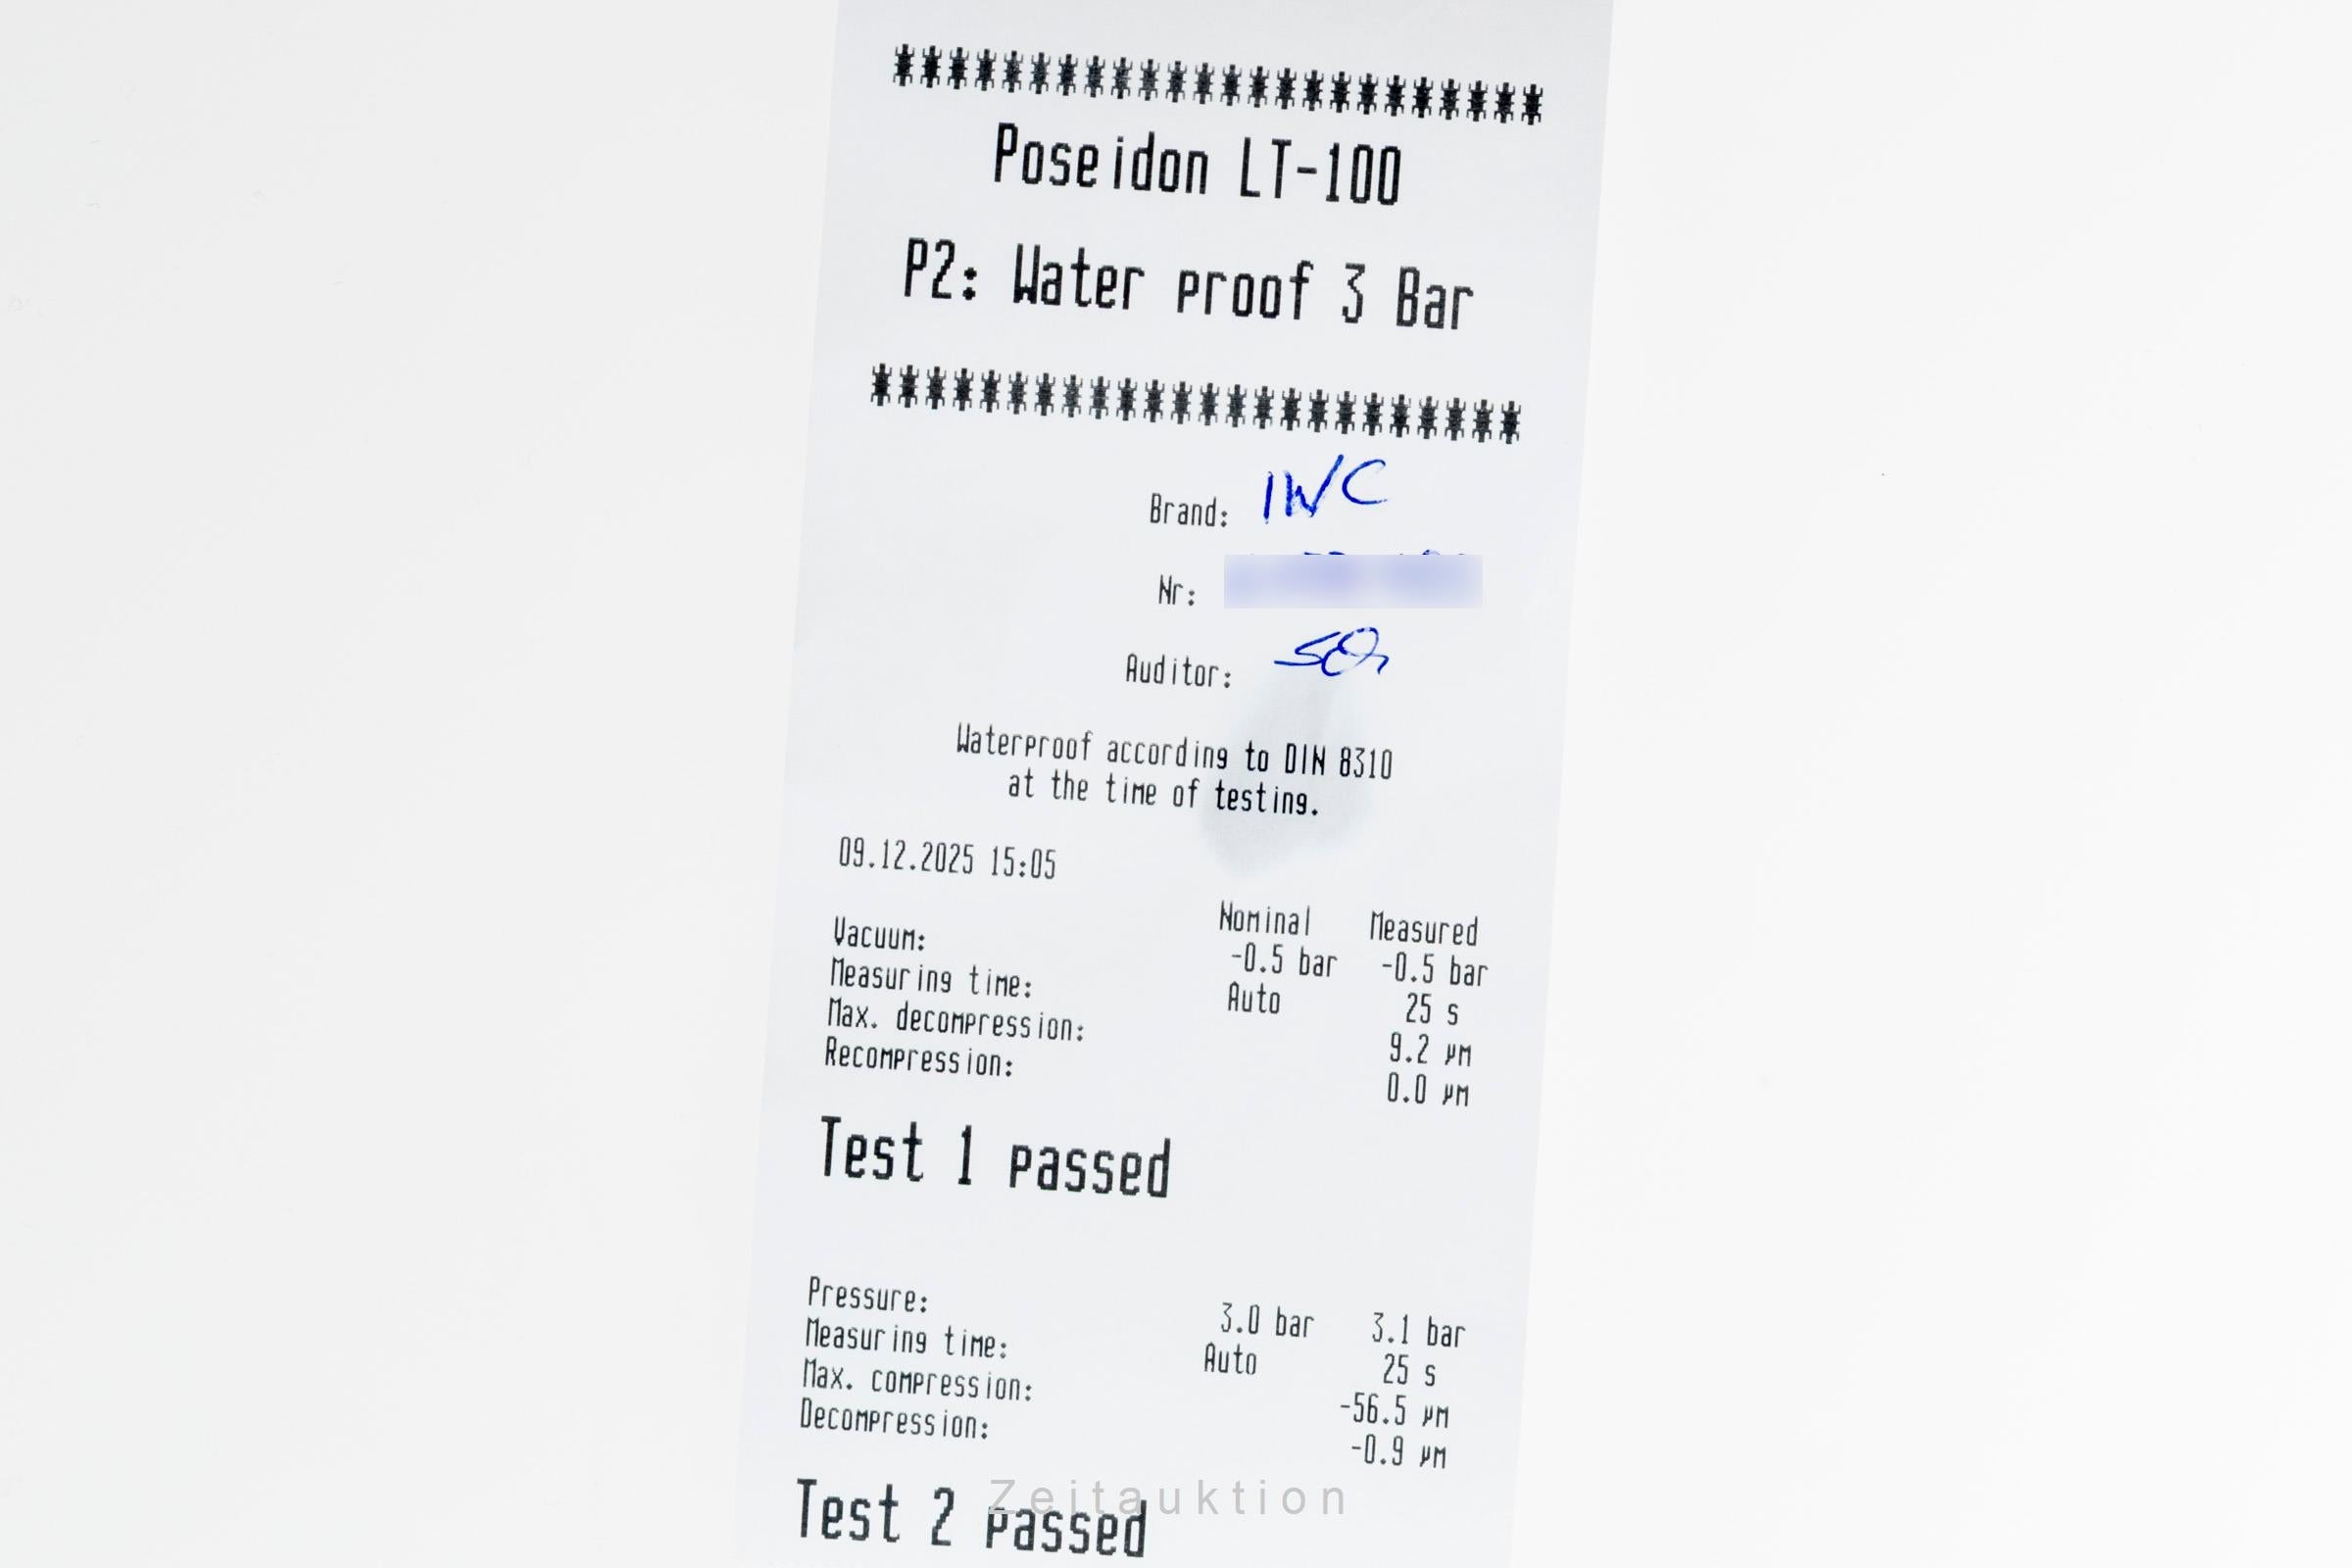 ************************
Poseidon LT-100
P2: Water proof 3 Bar
************************
Brand: IWC
Nr:
Auditor:
Waterproof according to DIN 8310
at the time of testing.
09.12.2025 15:05
Nominal Measured
Vacuum: -0.5 bar -0.5 bar
Measuring time: Auto 25 s
Max. decompression: 9.2 µm
Recompression: 0.0 µm
Test 1 passed
Pressure: 3.0 bar 3.1 bar
Measuring time: Auto 25 s
Max. compression: -56.5 µm
Decompression: -0.9 µm
Test 2 passed
Zeitauktion